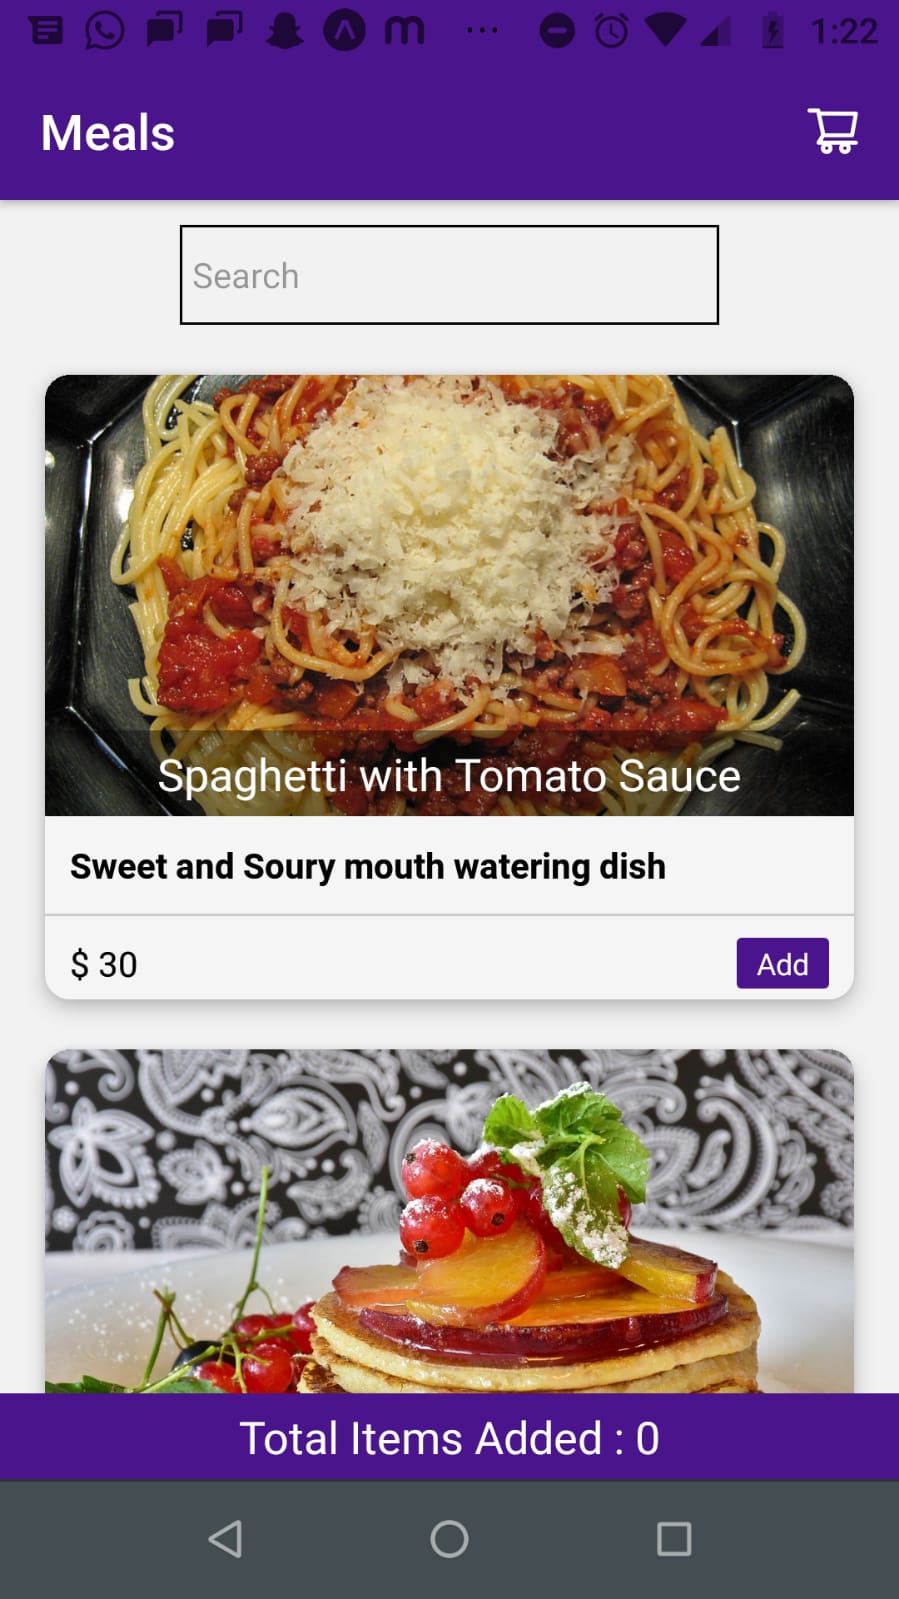 1:22
Meals
Search
Spaghetti with Tomato Sauce
Sweet and Soury mouth watering dish
$ 30
Add
Total Items Added : 0